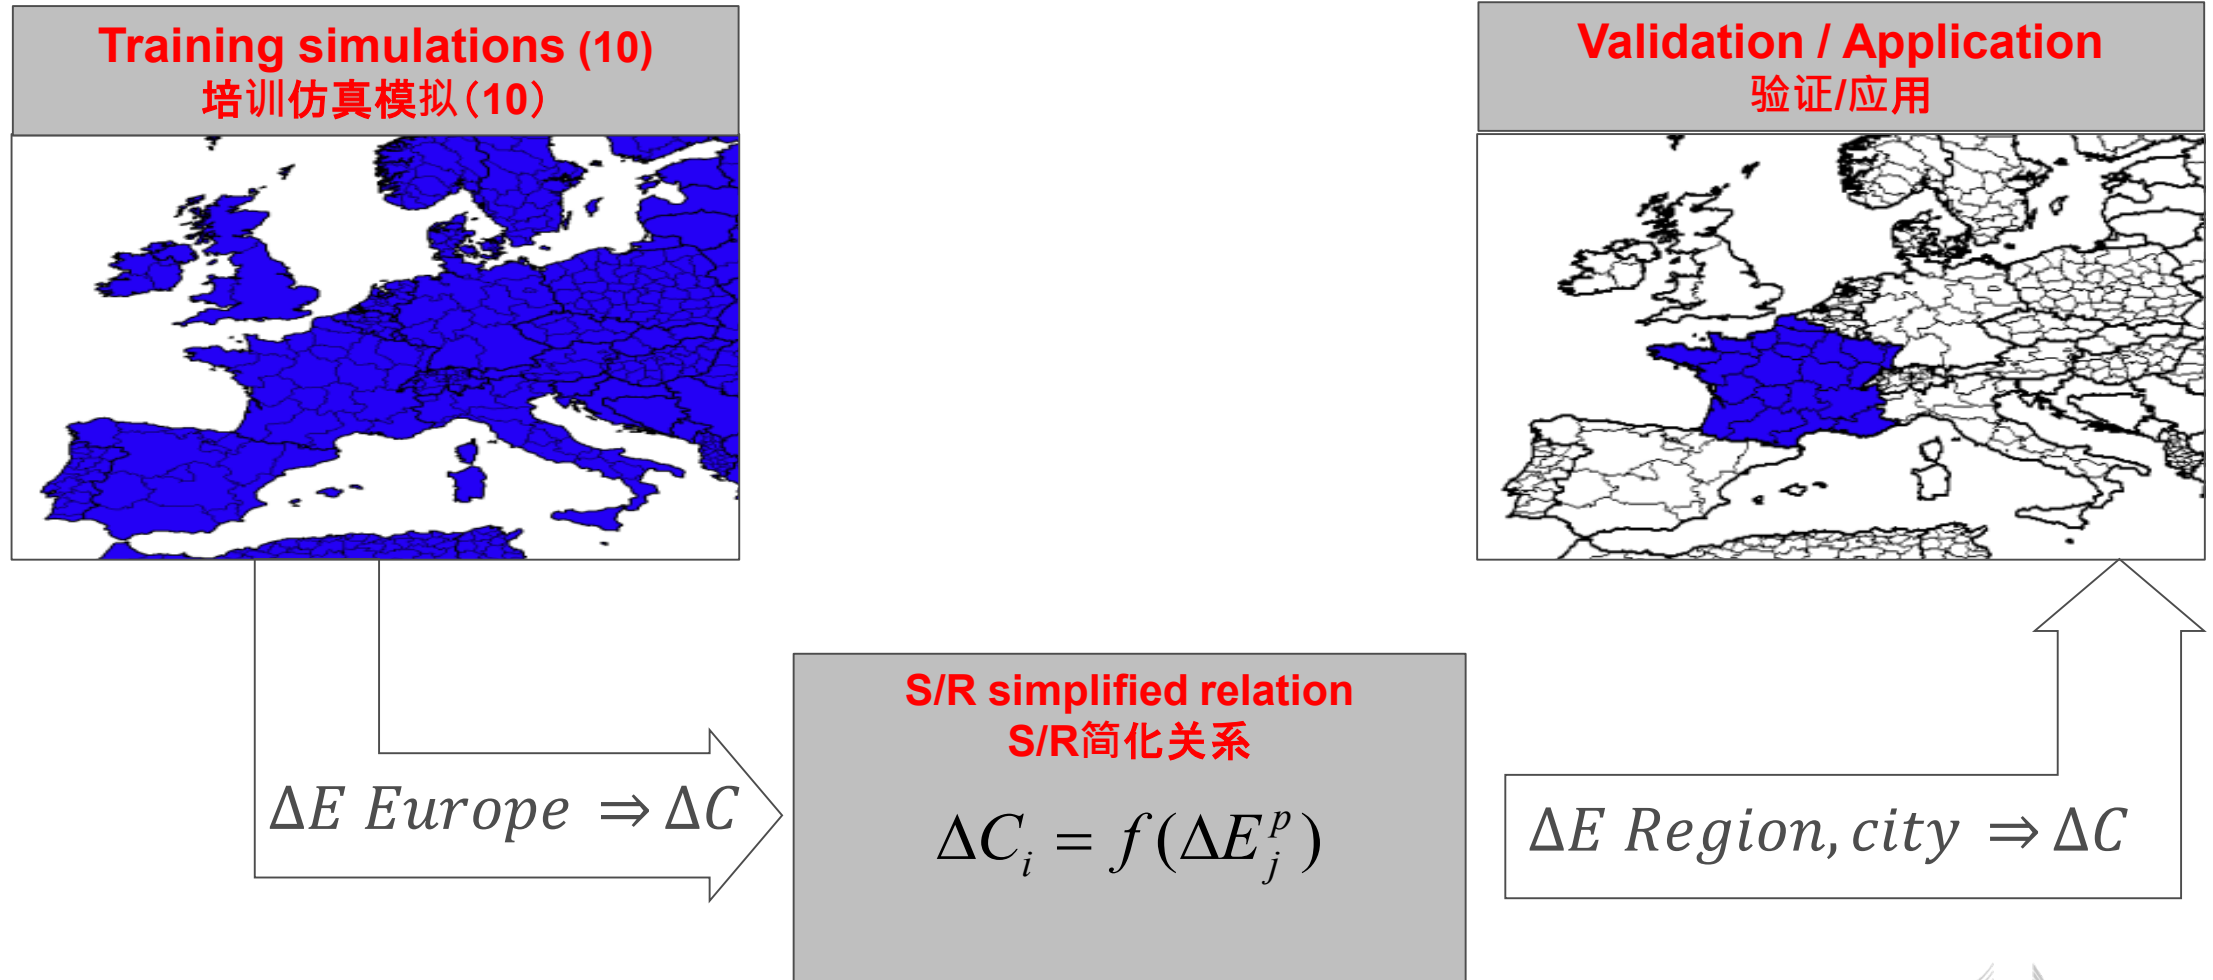 Training simulations (10)
培训仿真模拟（10）
Validation / Application
验证/应用
S/R simplified relation
S/R简化关系
ΔE Europe ⇒ ΔC
ΔC_i = f(ΔE_j^p)
ΔE Region, city ⇒ ΔC